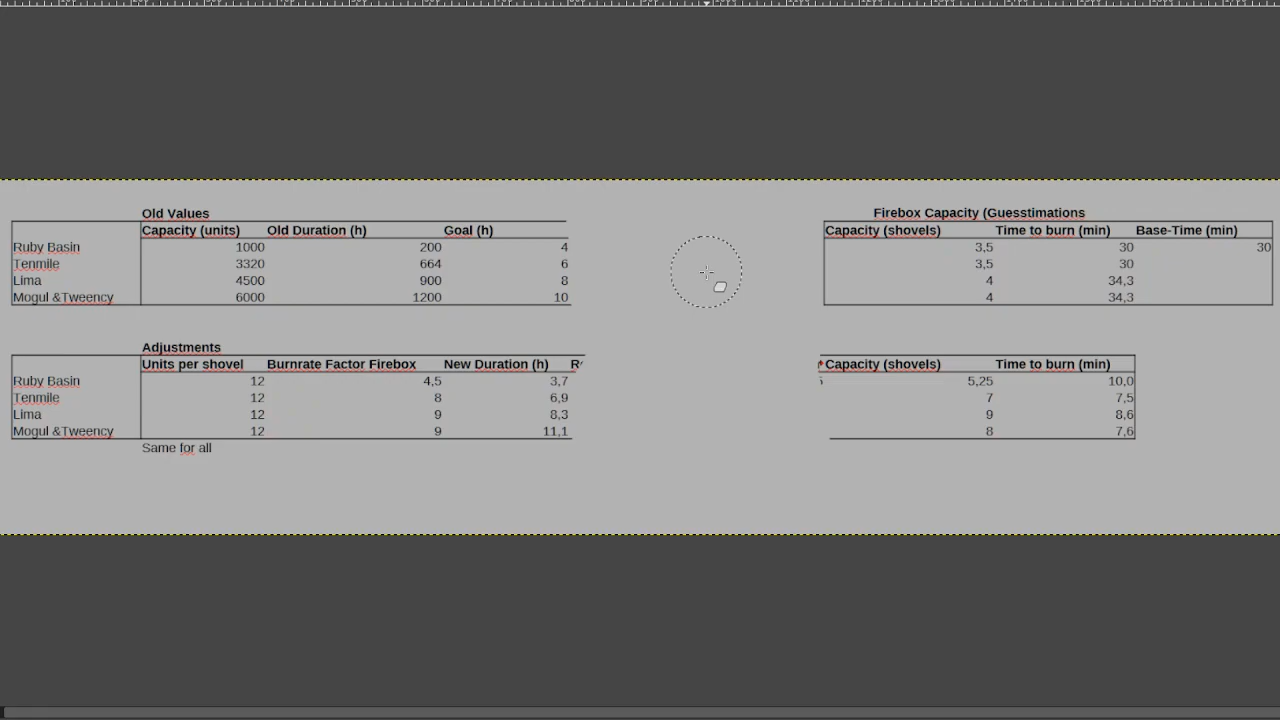 Old Values
Firebox Capacity (Guesstimations
Capacity (units) Old Duration (h) Goal (h)
Capacity (shovels) Time to burn (min) Base-Time (min)
Ruby Basin 1000 200 4
3,5 30 30
Tenmile 3320 664 6
3,5 30
Lima 4500 900 8
4 34,3
Mogul &Tweency 6000 1200 10
4 34,3
Adjustments
Units per shovel Burnrate Factor Firebox New Duration (h)
Capacity (shovels) Time to burn (min)
Ruby Basin 12 4,5 3,7
5,25 10,0
Tenmile 12 8 6,9
7 7,5
Lima 12 9 8,3
9 8,6
Mogul &Tweency 12 9 11,1
8 7,6
Same for all